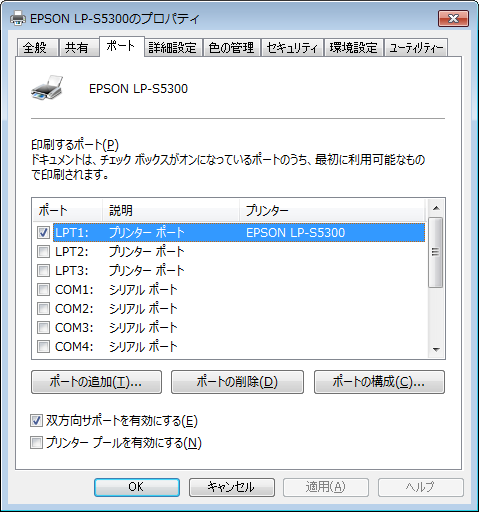 EPSON LP-S5300のプロパティ
全般 共有 ポート 詳細設定 色の管理 セキュリティ 環境設定 ユーティリティー
EPSON LP-S5300
印刷するポート(P)
ドキュメントは、チェック ボックスがオンになっているポートのうち、最初に利用可能なもの
で印刷されます。
ポート 説明 プリンター
LPT1: プリンター ポート EPSON LP-S5300
LPT2: プリンター ポート
LPT3: プリンター ポート
COM1: シリアル ポート
COM2: シリアル ポート
COM3: シリアル ポート
COM4: シリアル ポート
ポートの追加(T)... ポートの削除(D) ポートの構成(C)...
双方向サポートを有効にする(E)
プリンター プールを有効にする(N)
OK キャンセル 適用(A) ヘルプ